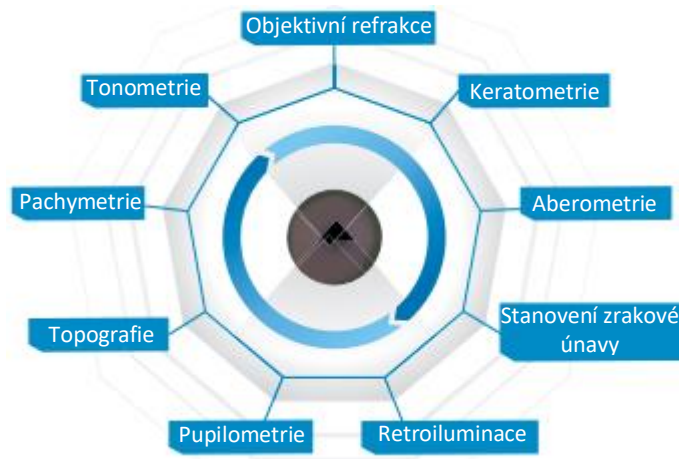 Objektivní refrakce
Tonometrie
Keratometrie
Pachymetrie
Aberometrie
Topografie
Stanovení zrakové
únavy
Pupilometrie
Retroiluminace